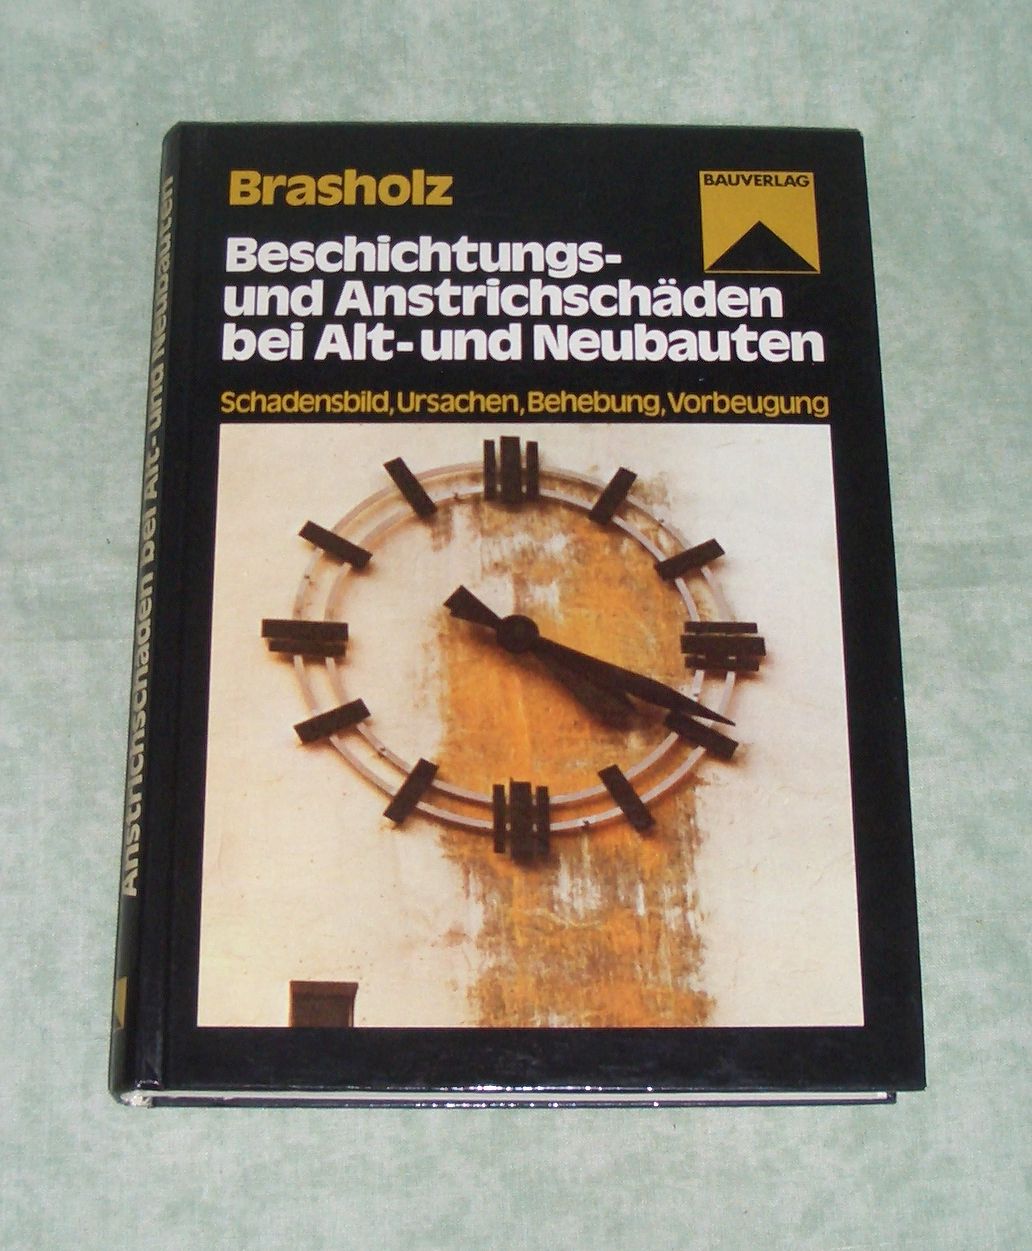 Brasholz
BAUVERLAG
Beschichtungs-
und Anstrichschäden
bei Alt- und Neubauten
Schadensbild, Ursachen, Behebung, Vorbeugung
Anstrichschäden bei Alt- und Neubauten